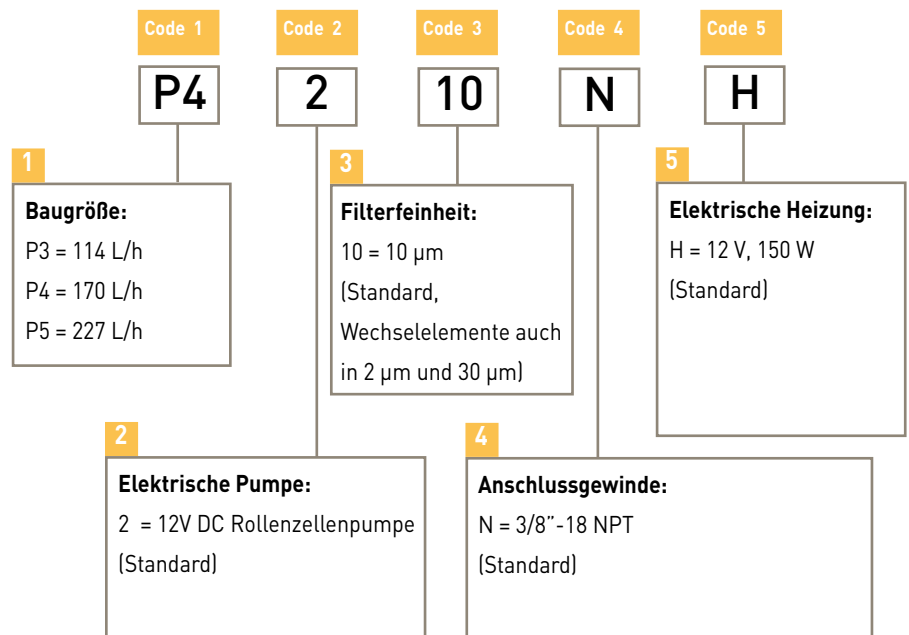 Code 1 Code 2 Code 3 Code 4 Code 5
P4 2 10 N H
1
Baugröße:
P3 = 114 L/h
P4 = 170 L/h
P5 = 227 L/h
3
Filterfeinheit:
10 = 10 µm
(Standard,
Wechselelemente auch
in 2 µm und 30 µm)
5
Elektrische Heizung:
H = 12 V, 150 W
(Standard)
2
Elektrische Pumpe:
2 = 12V DC Rollenzellenpumpe
(Standard)
4
Anschlussgewinde:
N = 3/8”-18 NPT
(Standard)